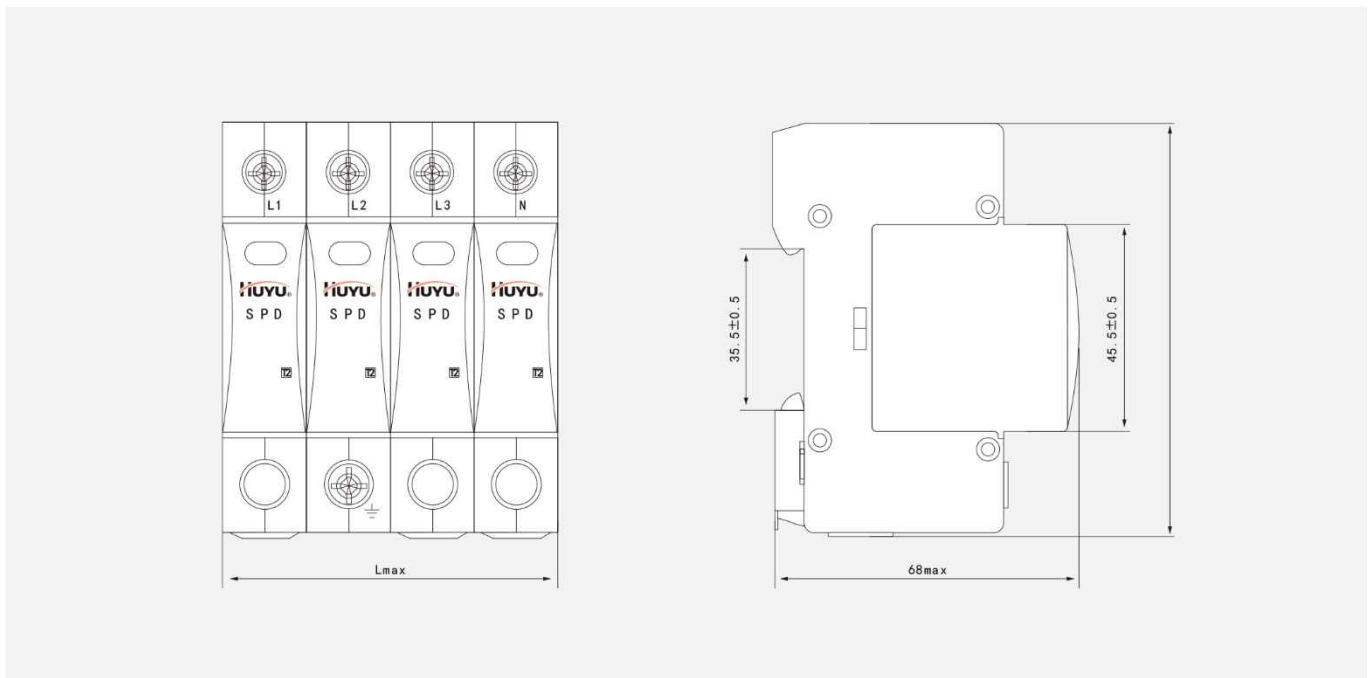 L1 L2 L3 N
HUYU® HUYU® HUYU® HUYU®
SPD SPD SPD SPD
T2 T2 T2 T2
Lmax
35.5±0.5
45.5±0.5
68max